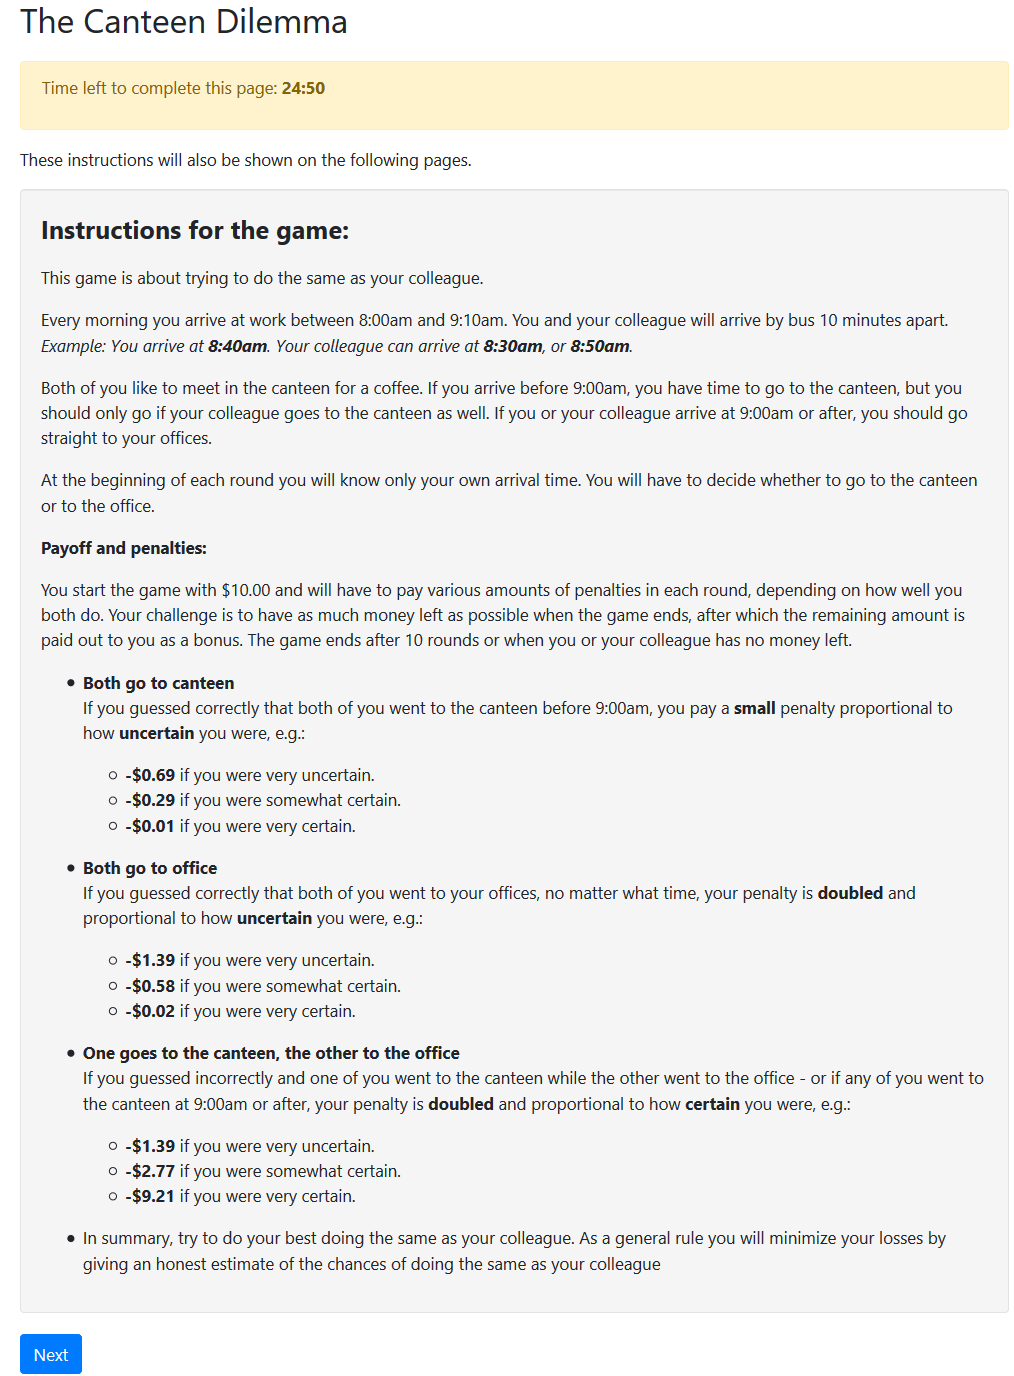 The Canteen Dilemma
Time left to complete this page: 24:50
These instructions will also be shown on the following pages.
Instructions for the game:
This game is about trying to do the same as your colleague.
Every morning you arrive at work between 8:00am and 9:10am. You and your colleague will arrive by bus 10 minutes apart.
Example: You arrive at 8:40am. Your colleague can arrive at 8:30am, or 8:50am.
Both of you like to meet in the canteen for a coffee. If you arrive before 9:00am, you have time to go to the canteen, but you
should only go if your colleague goes to the canteen as well. If you or your colleague arrive at 9:00am or after, you should go
straight to your offices.
At the beginning of each round you will know only your own arrival time. You will have to decide whether to go to the canteen
or to the office.
Payoff and penalties:
You start the game with $10.00 and will have to pay various amounts of penalties in each round, depending on how well you
both do. Your challenge is to have as much money left as possible when the game ends, after which the remaining amount is
paid out to you as a bonus. The game ends after 10 rounds or when you or your colleague has no money left.
• Both go to canteen
If you guessed correctly that both of you went to the canteen before 9:00am, you pay a small penalty proportional to
how uncertain you were, e.g.:
○ -$0.69 if you were very uncertain.
○ -$0.29 if you were somewhat certain.
○ -$0.01 if you were very certain.
• Both go to office
If you guessed correctly that both of you went to your offices, no matter what time, your penalty is doubled and
proportional to how uncertain you were, e.g.:
○ -$1.39 if you were very uncertain.
○ -$0.58 if you were somewhat certain.
○ -$0.02 if you were very certain.
• One goes to the canteen, the other to the office
If you guessed incorrectly and one of you went to the canteen while the other went to the office - or if any of you went to
the canteen at 9:00am or after, your penalty is doubled and proportional to how certain you were, e.g.:
○ -$1.39 if you were very uncertain.
○ -$2.77 if you were somewhat certain.
○ -$9.21 if you were very certain.
• In summary, try to do your best doing the same as your colleague. As a general rule you will minimize your losses by
giving an honest estimate of the chances of doing the same as your colleague
Next